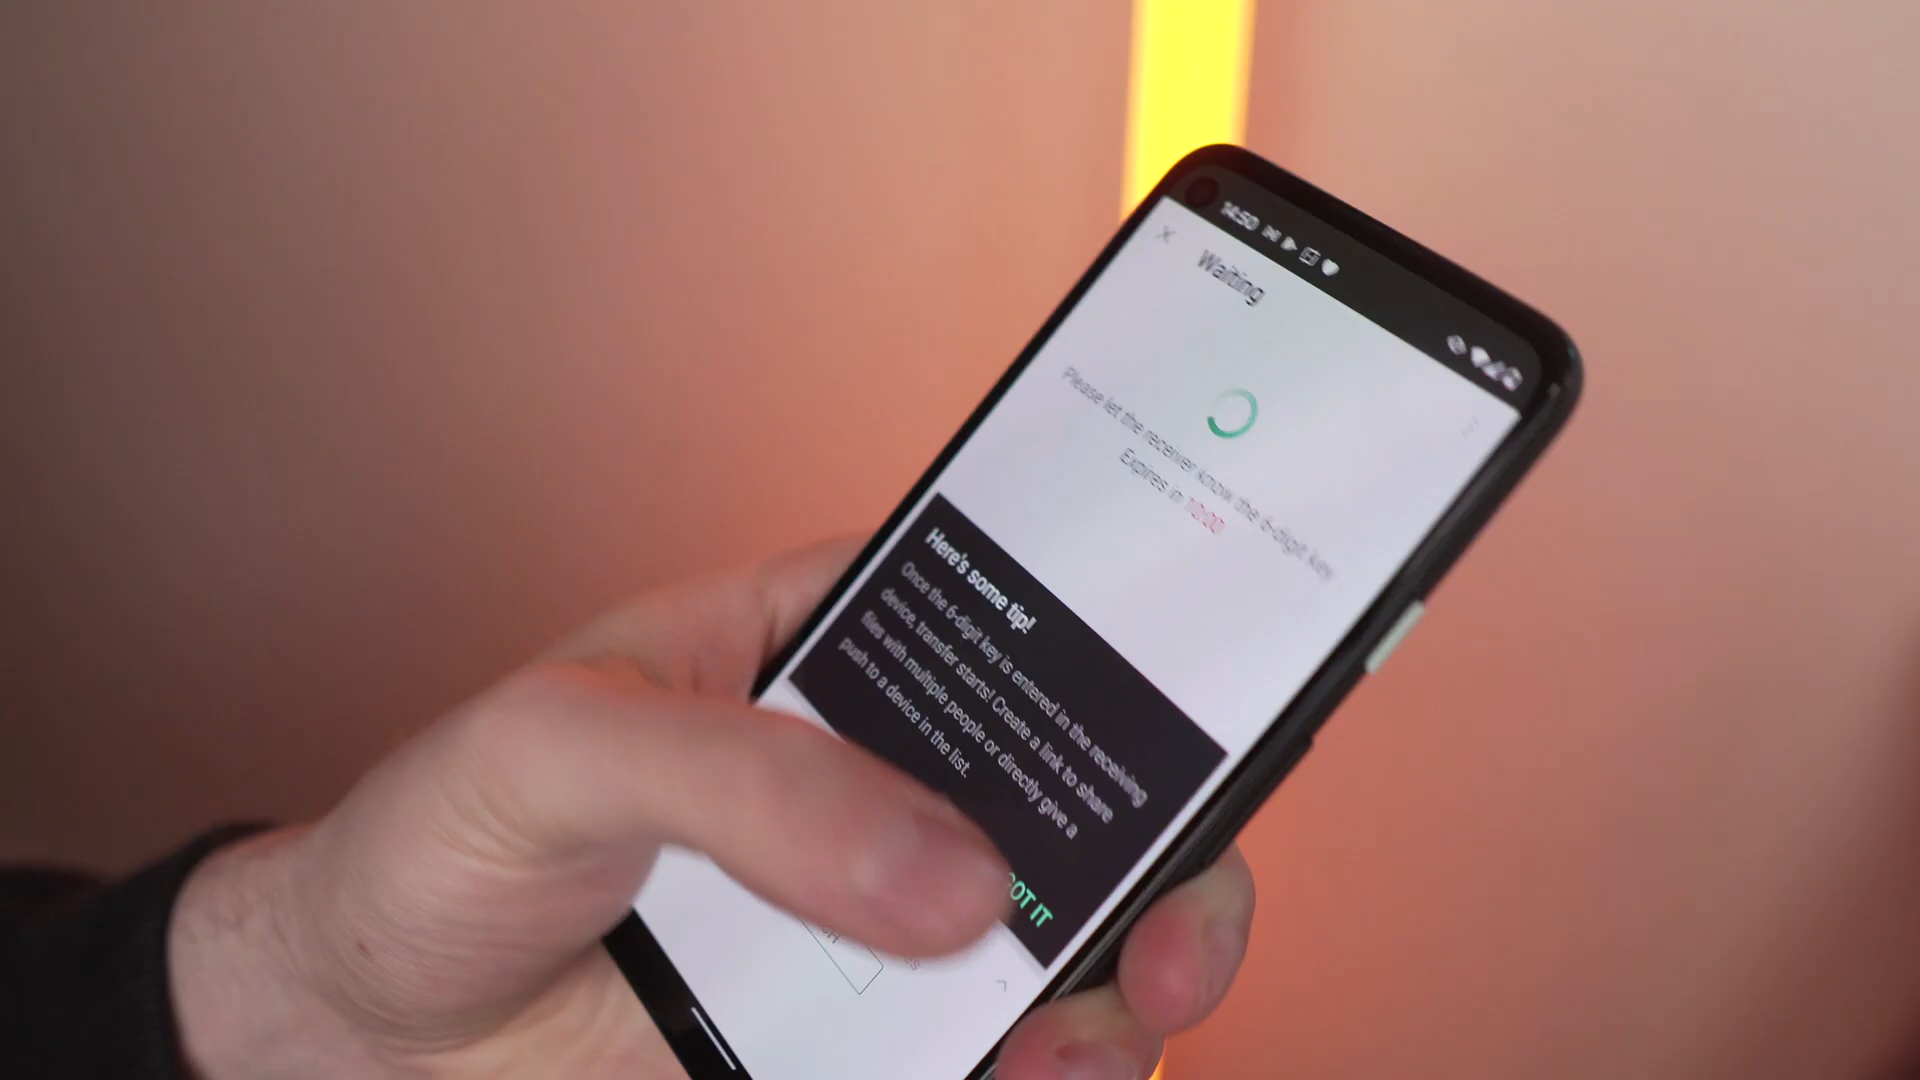 14:50
Waiting
Please let the receiver know the 6-digit key
Expires in 10:00
Here's some tip!
Once the 6-digit key is entered in the receiving
device, transfer starts! Create a link to share
files with multiple people or directly give a
push to a device in the list.
GOT IT